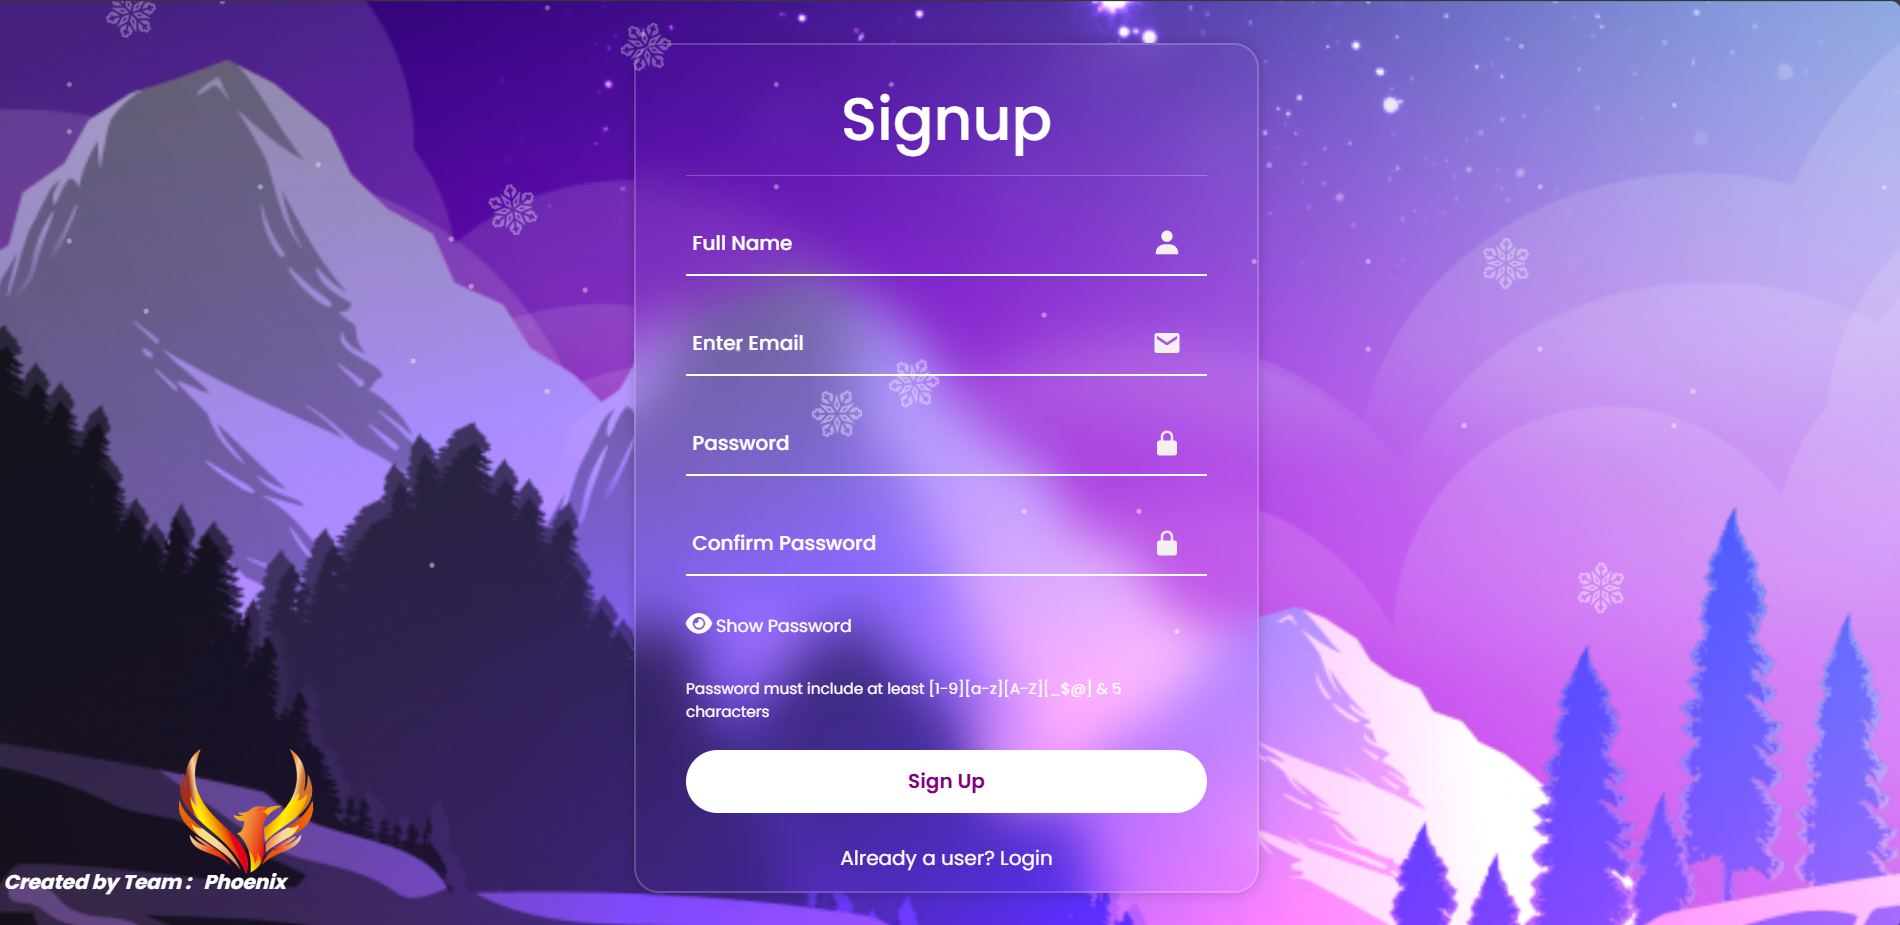 Signup
Full Name
Enter Email
Password
Confirm Password
Show Password
Password must include at least [1-9][a-z][A-Z][_$@] & 5
characters
Sign Up
Already a user? Login
Created by Team : Phoenix